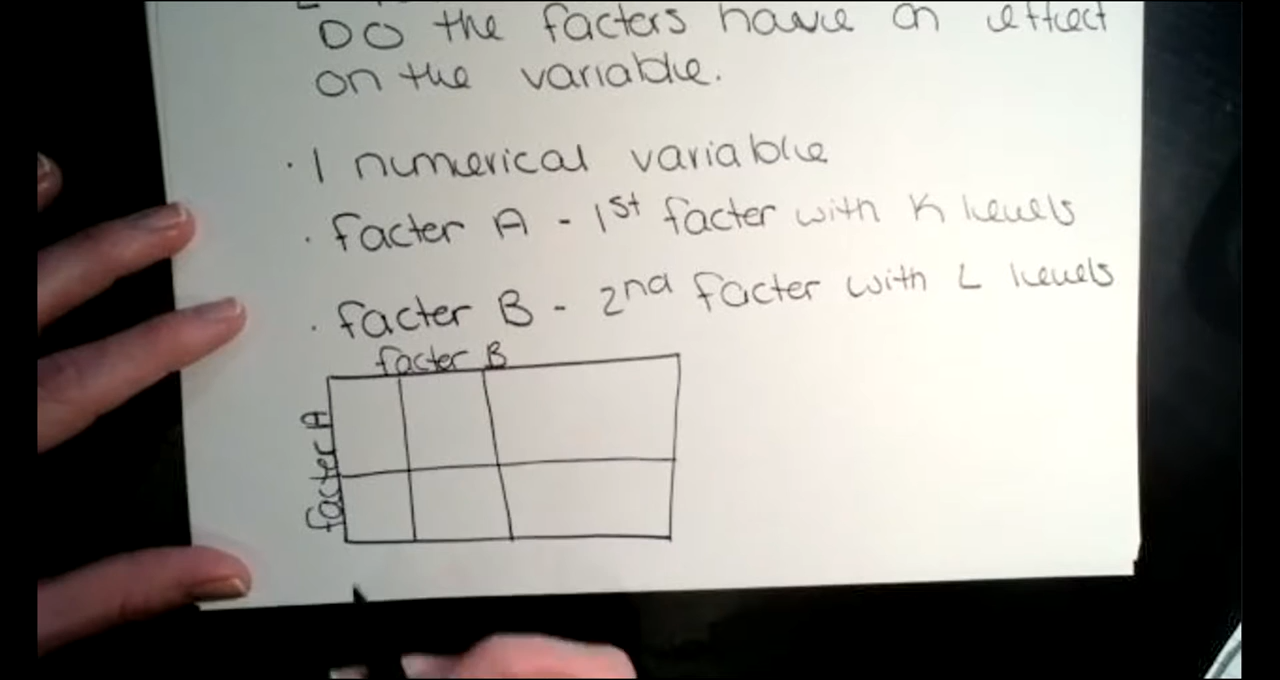 Do the facters have an effect
on the variable.
· 1 numerical variable
· facter A - 1st facter with K levels
· facter B - 2nd facter with L levels
facter B
facter A